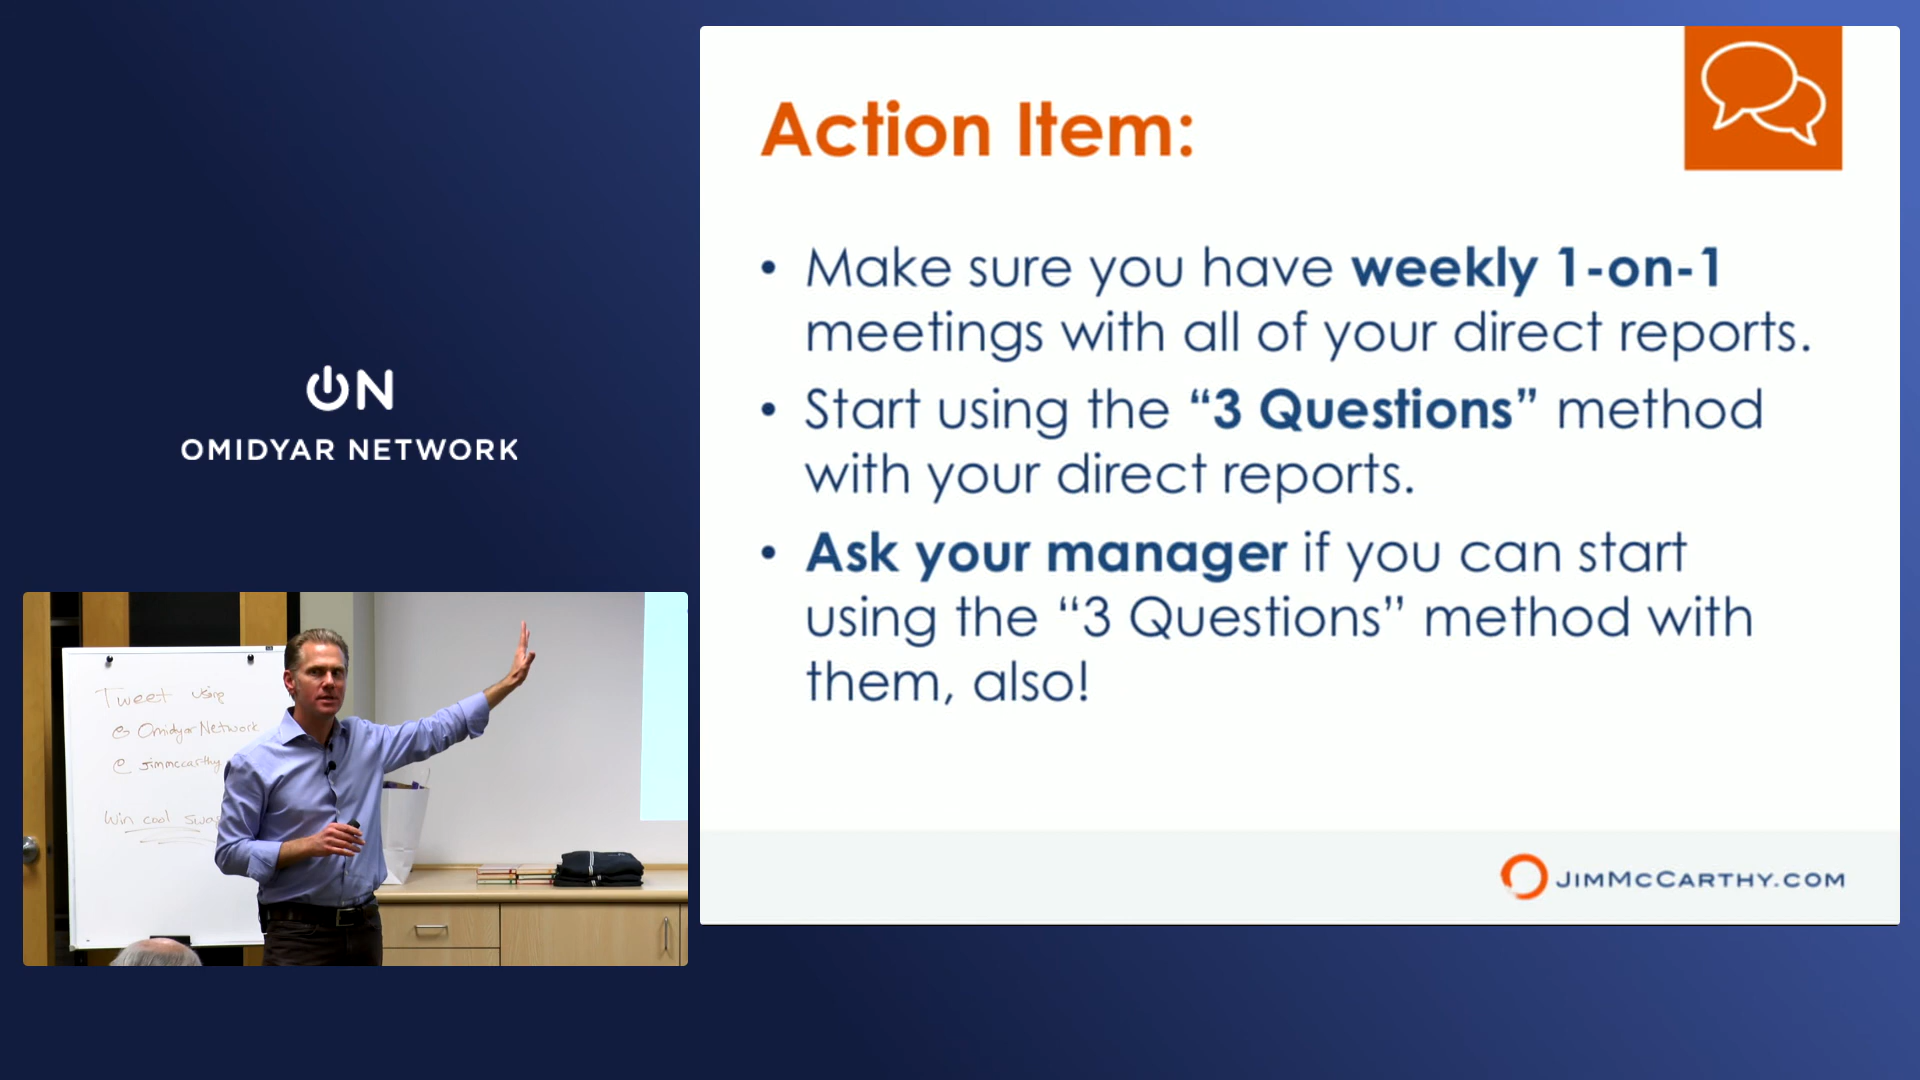 Action Item:
• Make sure you have weekly 1-on-1
meetings with all of your direct reports.
• Start using the “3 Questions” method
with your direct reports.
• Ask your manager if you can start
using the “3 Questions” method with
them, also!
JIMMCCARTHY.COM
ON
OMIDYAR NETWORK
Tweet using
@ OmidyarNetwork
@ jimmccarthy
Win cool swag